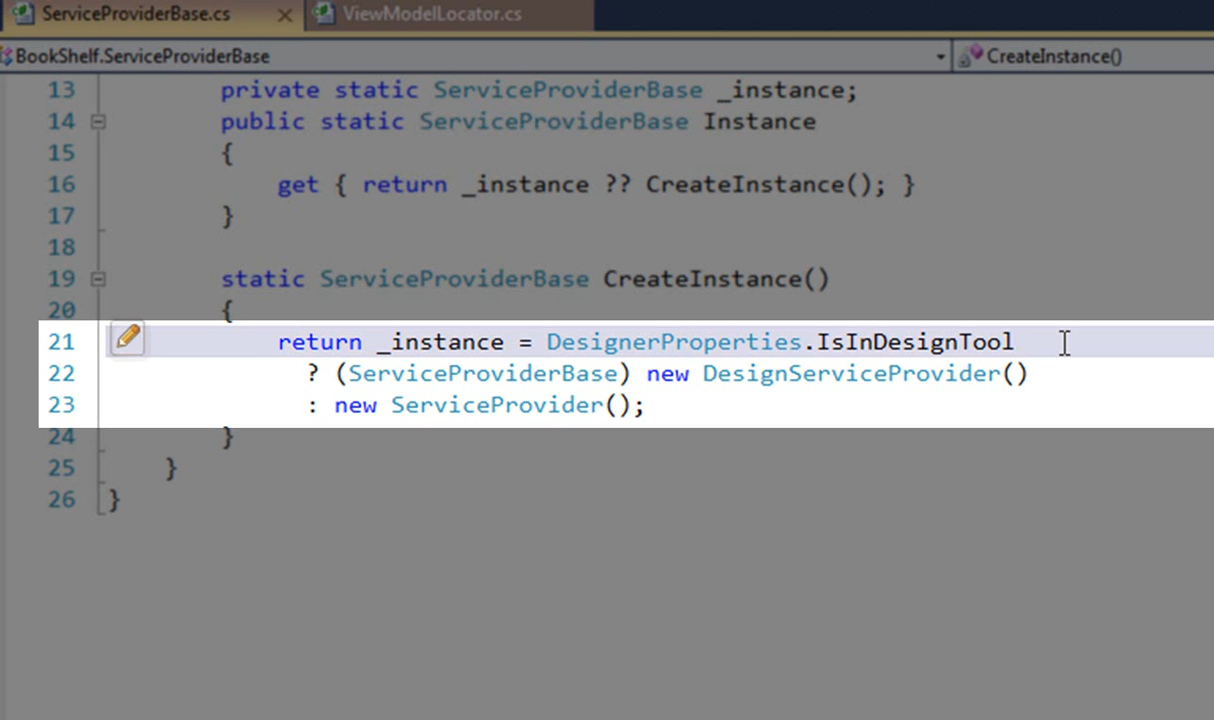 ServiceProviderBase.cs ViewModelLocator.cs
BookShelf.ServiceProviderBase CreateInstance()
13 private static ServiceProviderBase _instance;
14 public static ServiceProviderBase Instance
15 {
16 get { return _instance ?? CreateInstance(); }
17 }
18
19 static ServiceProviderBase CreateInstance()
20 {
21 return _instance = DesignerProperties.IsInDesignTool
22 ? (ServiceProviderBase) new DesignServiceProvider()
23 : new ServiceProvider();
24 }
25 }
26 }